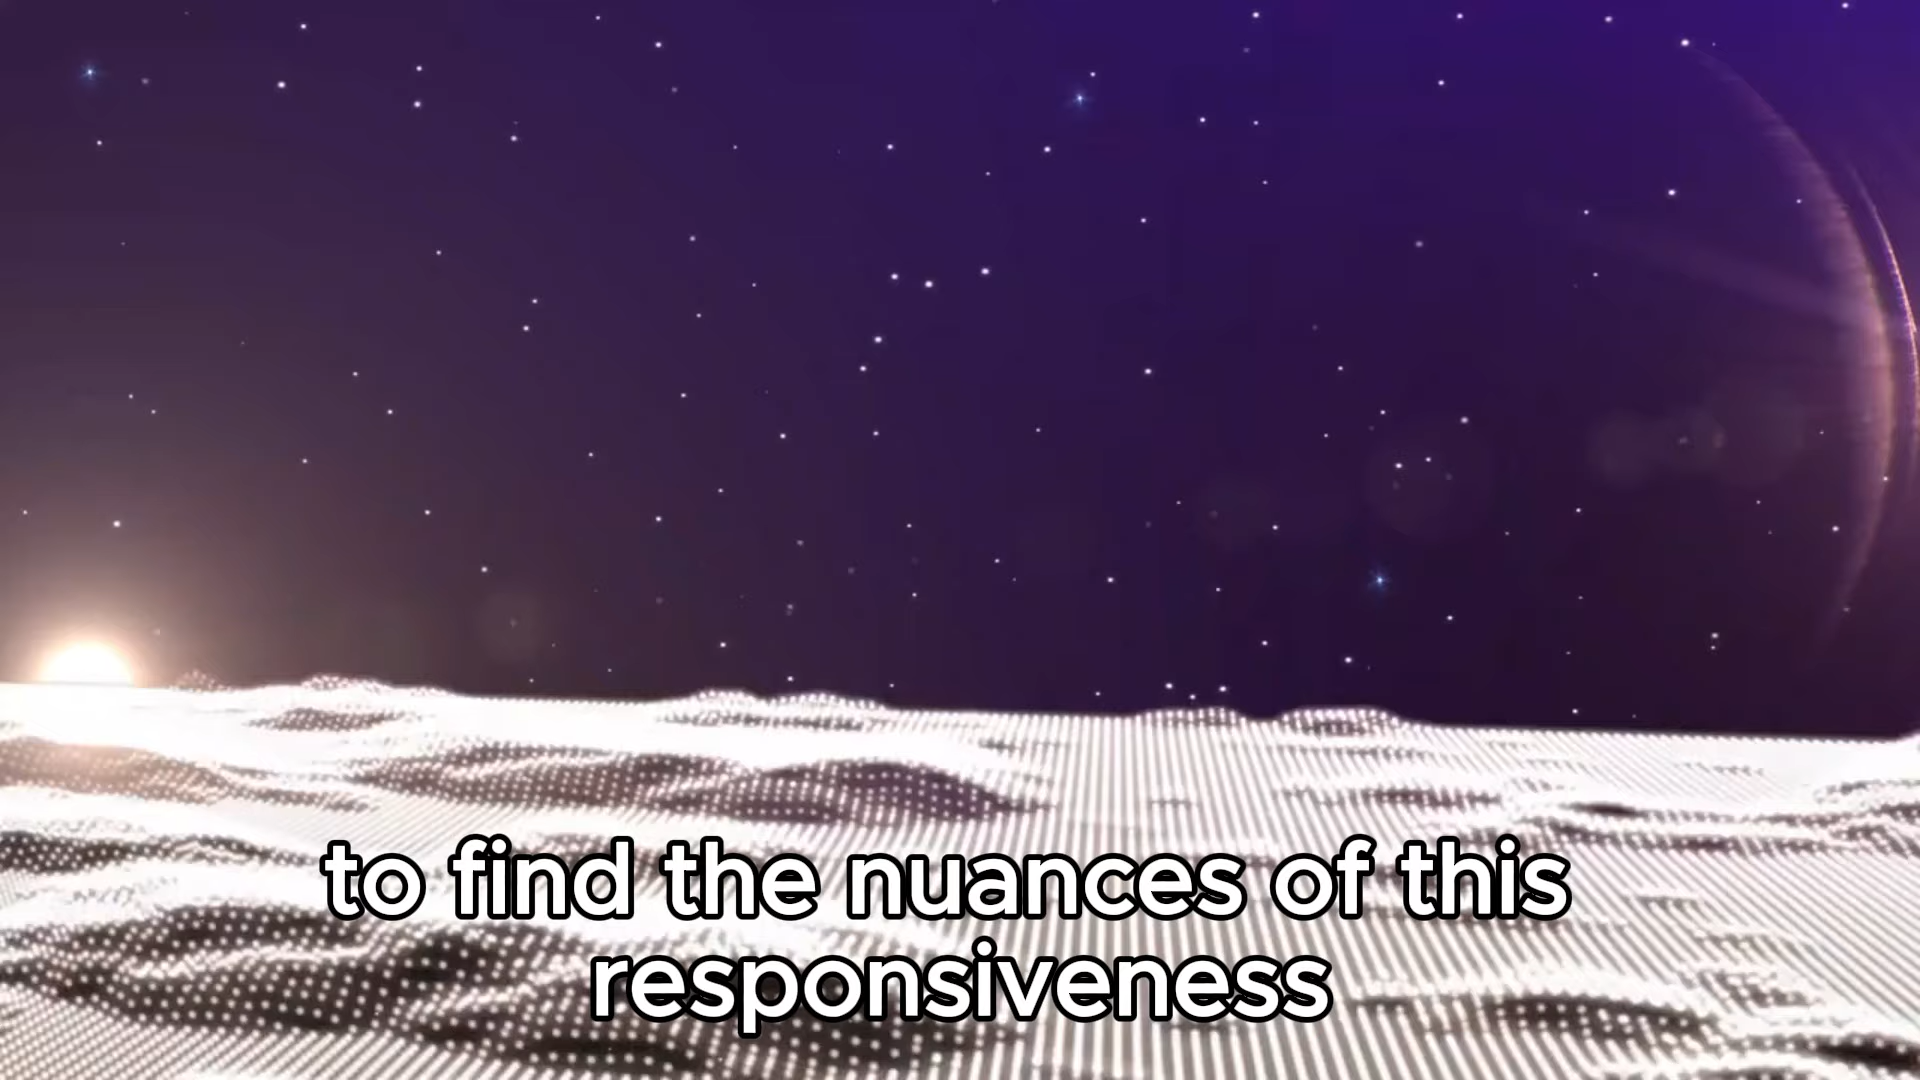 to find the nuances of this
responsiveness